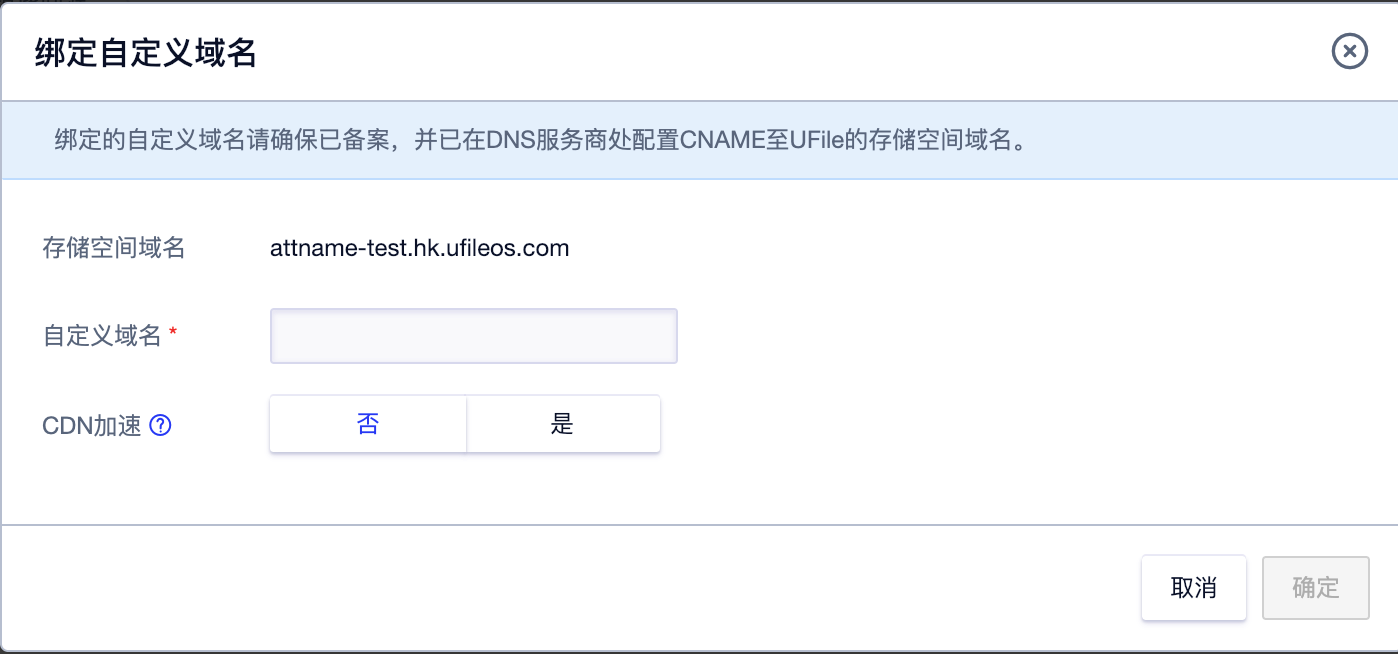 绑定自定义域名
绑定的自定义域名请确保已备案，并已在DNS服务商处配置CNAME至UFile的存储空间域名。
存储空间域名 attname-test.hk.ufileos.com
自定义域名 *
CDN加速 ? 否 是
取消 确定